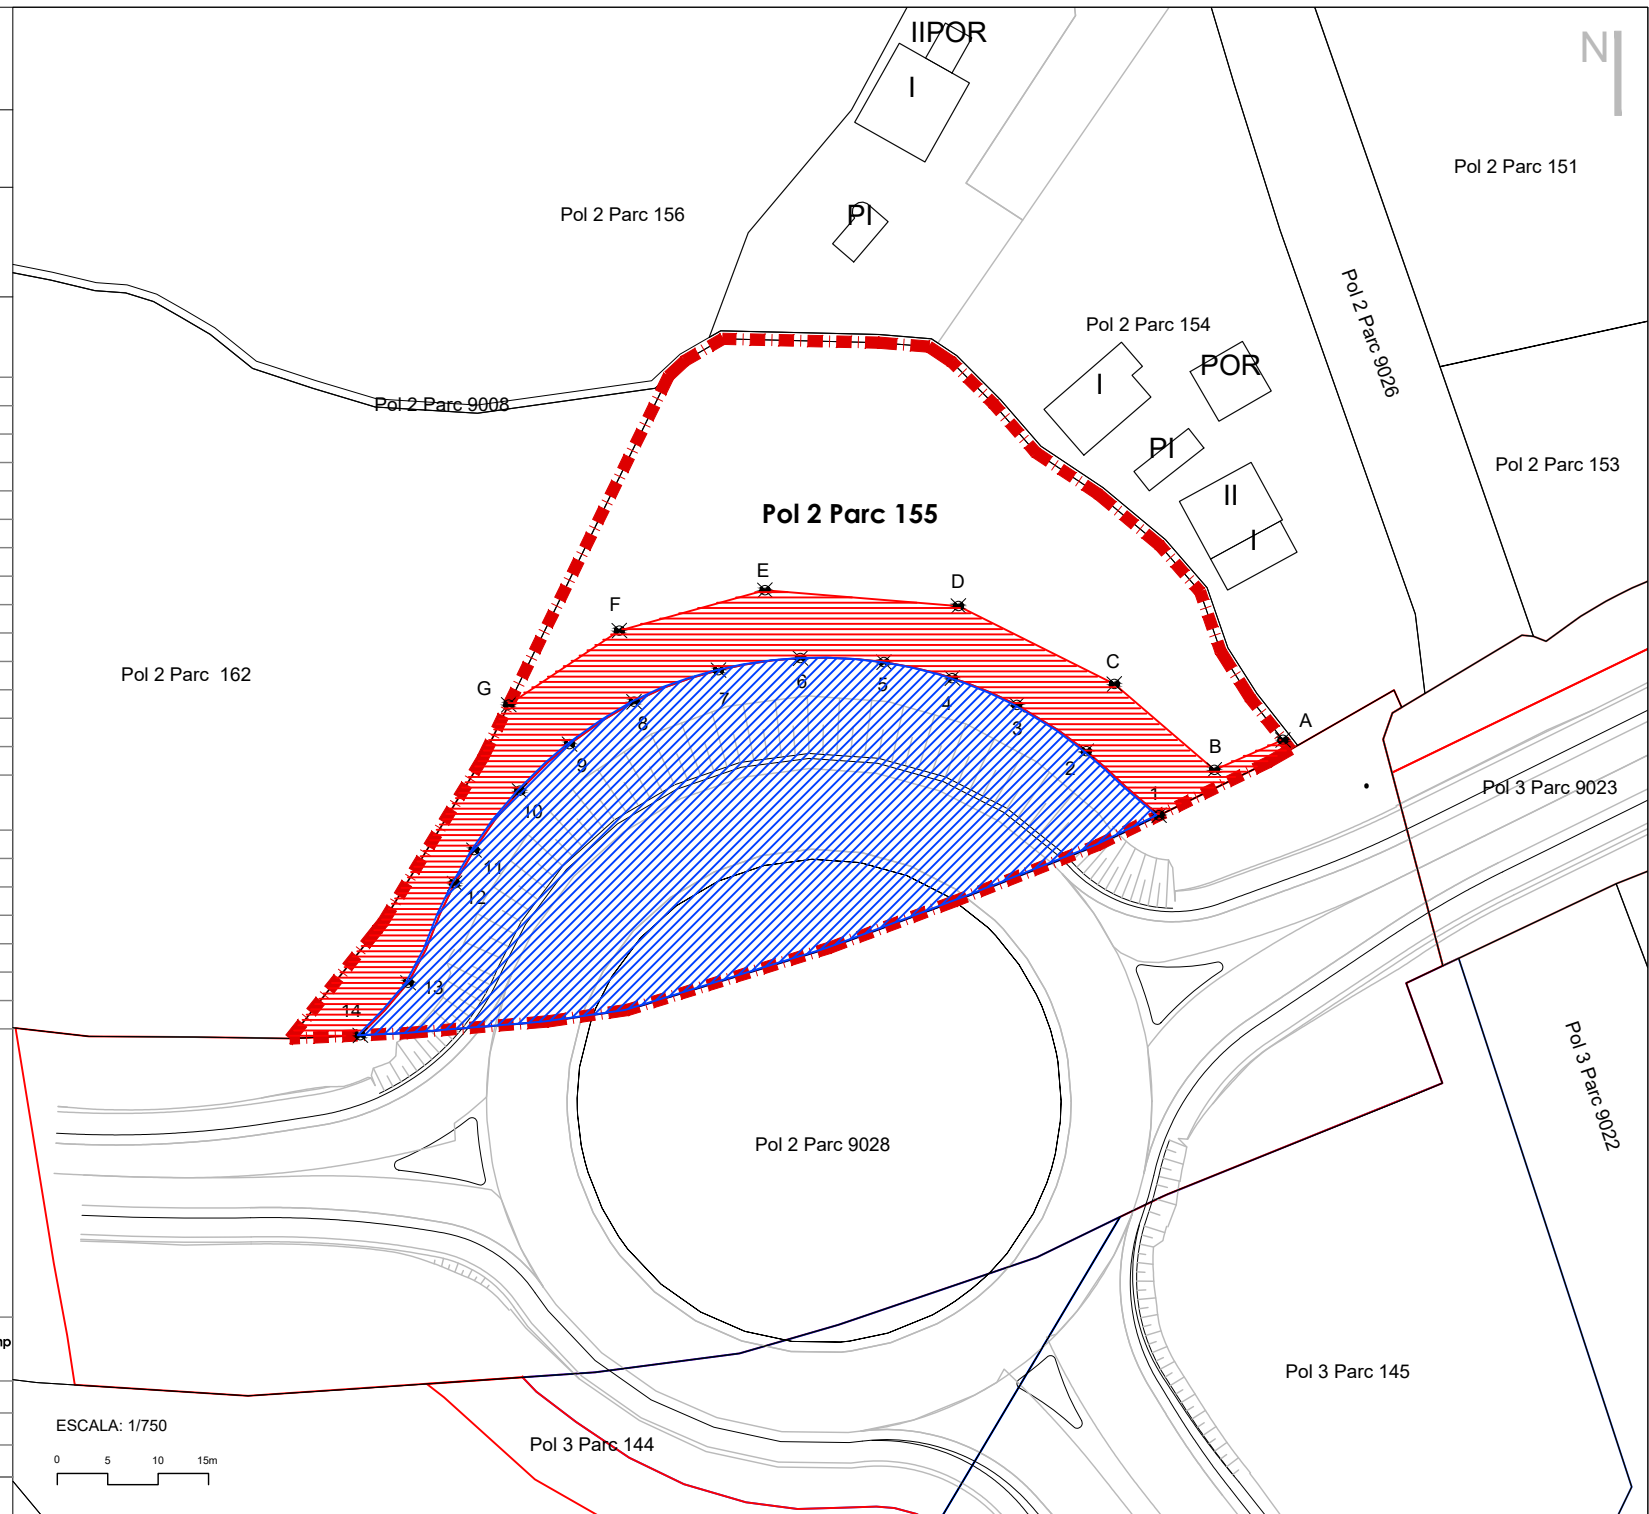 IIPOR
N
I
Pol 2 Parc 151
Pol 2 Parc 156
PI
Pol 2 Parc 9026
Pol 2 Parc 154
POR
I
Pol 2 Parc 9008
PI
Pol 2 Parc 153
II
Pol 2 Parc 155
I
E
D
F
C
Pol 2 Parc 162
G
A
B
1
2
3
4
5
6
7
8
9
10
11
12
13
14
Pol 3 Parc 9023
Pol 3 Parc 9022
Pol 2 Parc 9028
Pol 3 Parc 145
ESCALA: 1/750
0 5 10 15m
Pol 3 Parc 144